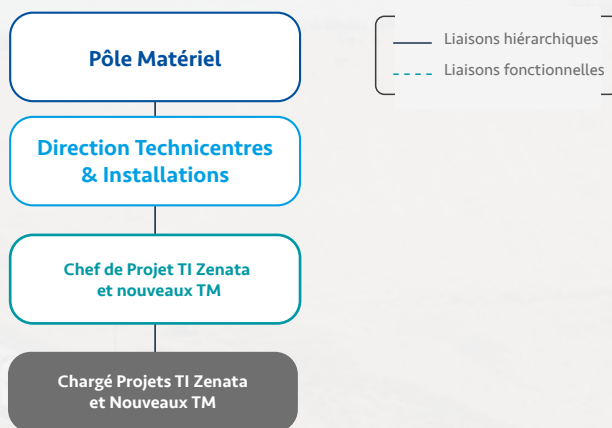 Pôle Matériel
Liaisons hiérarchiques
Liaisons fonctionnelles
Direction Technicentres
& Installations
Chef de Projet TI Zenata
et nouveaux TM
Chargé Projets TI Zenata
et Nouveaux TM